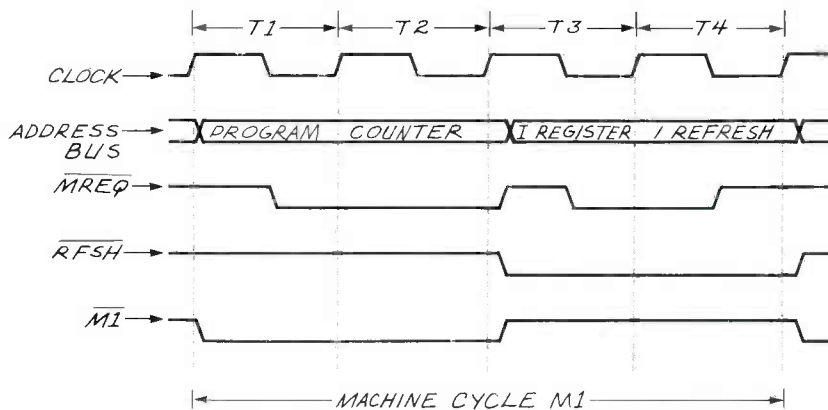 T1 T2 T3 T4
CLOCK
ADDRESS BUS
PROGRAM COUNTER I REGISTER / REFRESH
MREQ
RFSH
M1
MACHINE CYCLE M1